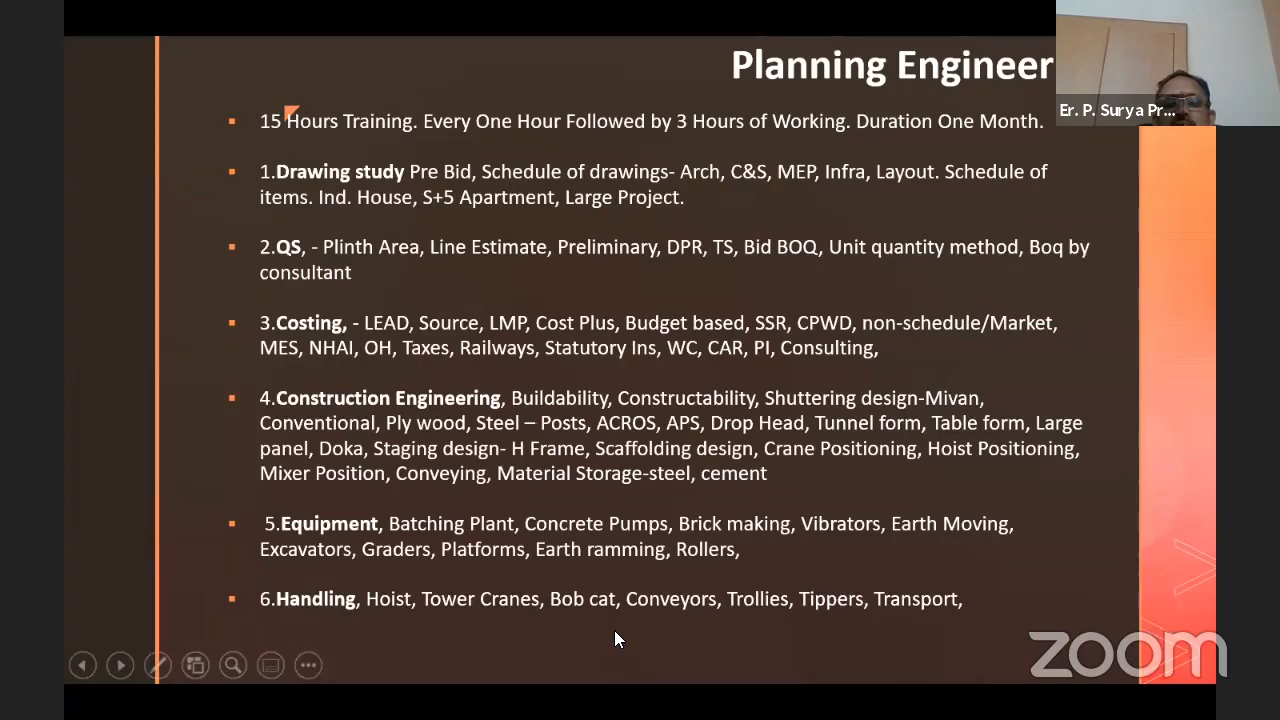 Planning Engineer
Er. P. Surya Pr...
15 Hours Training. Every One Hour Followed by 3 Hours of Working. Duration One Month.
1.Drawing study Pre Bid, Schedule of drawings- Arch, C&S, MEP, Infra, Layout. Schedule of
items. Ind. House, S+5 Apartment, Large Project.
2.QS, - Plinth Area, Line Estimate, Preliminary, DPR, TS, Bid BOQ, Unit quantity method, Boq by
consultant
3.Costing, - LEAD, Source, LMP, Cost Plus, Budget based, SSR, CPWD, non-schedule/Market,
MES, NHAI, OH, Taxes, Railways, Statutory Ins, WC, CAR, PI, Consulting,
4.Construction Engineering, Buildability, Constructability, Shuttering design-Mivan,
Conventional, Ply wood, Steel – Posts, ACROS, APS, Drop Head, Tunnel form, Table form, Large
panel, Doka, Staging design- H Frame, Scaffolding design, Crane Positioning, Hoist Positioning,
Mixer Position, Conveying, Material Storage-steel, cement
5.Equipment, Batching Plant, Concrete Pumps, Brick making, Vibrators, Earth Moving,
Excavators, Graders, Platforms, Earth ramming, Rollers,
6.Handling, Hoist, Tower Cranes, Bob cat, Conveyors, Trollies, Tippers, Transport,
zoom